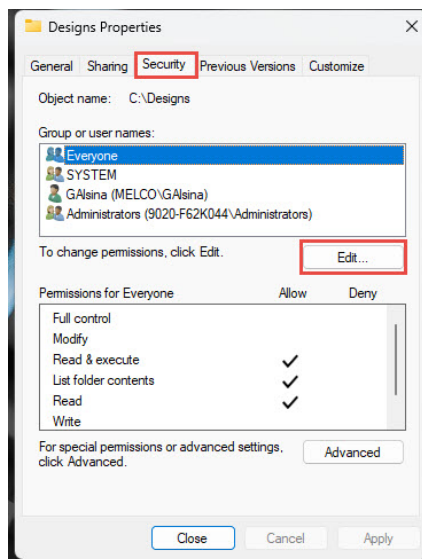 Designs Properties
General Sharing Security Previous Versions Customize
Object name: C:\Designs
Group or user names:
Everyone
SYSTEM
GAlsina (MELCO\GAlsina)
Administrators (9020-F62K044\Administrators)
To change permissions, click Edit.
Edit...
Permissions for Everyone Allow Deny
Full control
Modify
Read & execute
List folder contents
Read
Write
For special permissions or advanced settings,
click Advanced.
Advanced
Close Cancel Apply